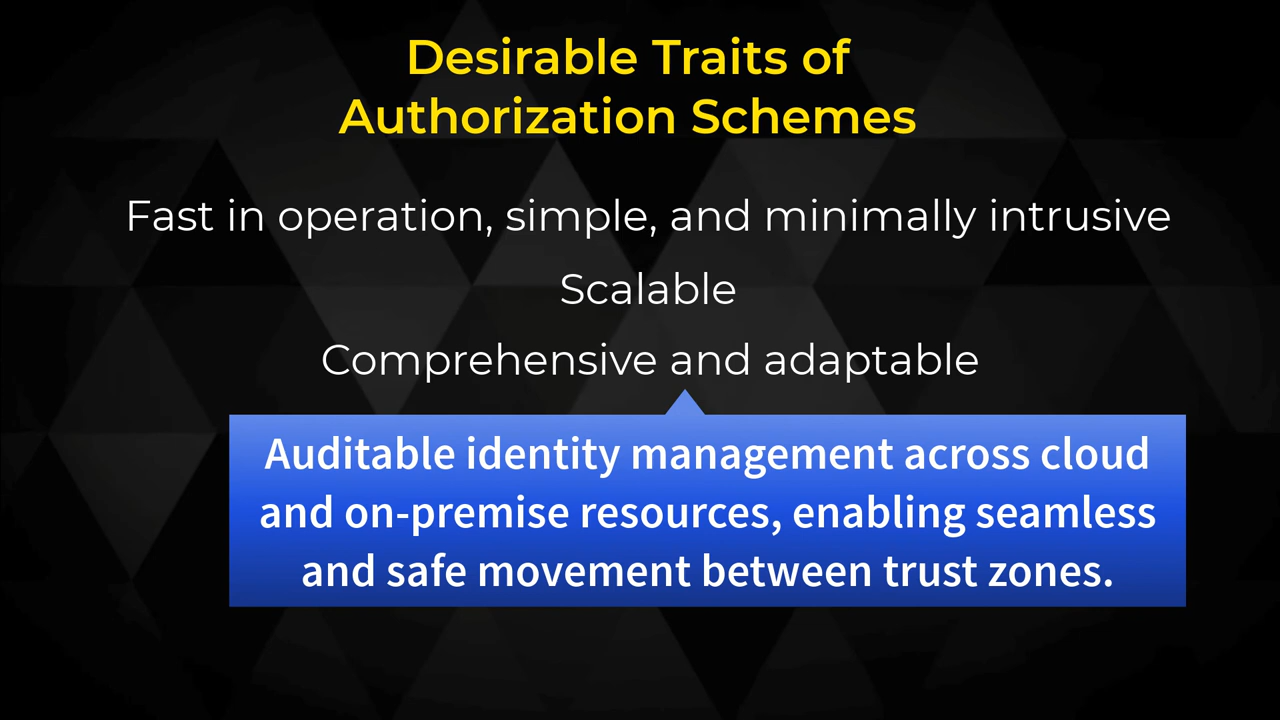 Desirable Traits of
Authorization Schemes
Fast in operation, simple, and minimally intrusive
Scalable
Comprehensive and adaptable
Auditable identity management across cloud
and on-premise resources, enabling seamless
and safe movement between trust zones.